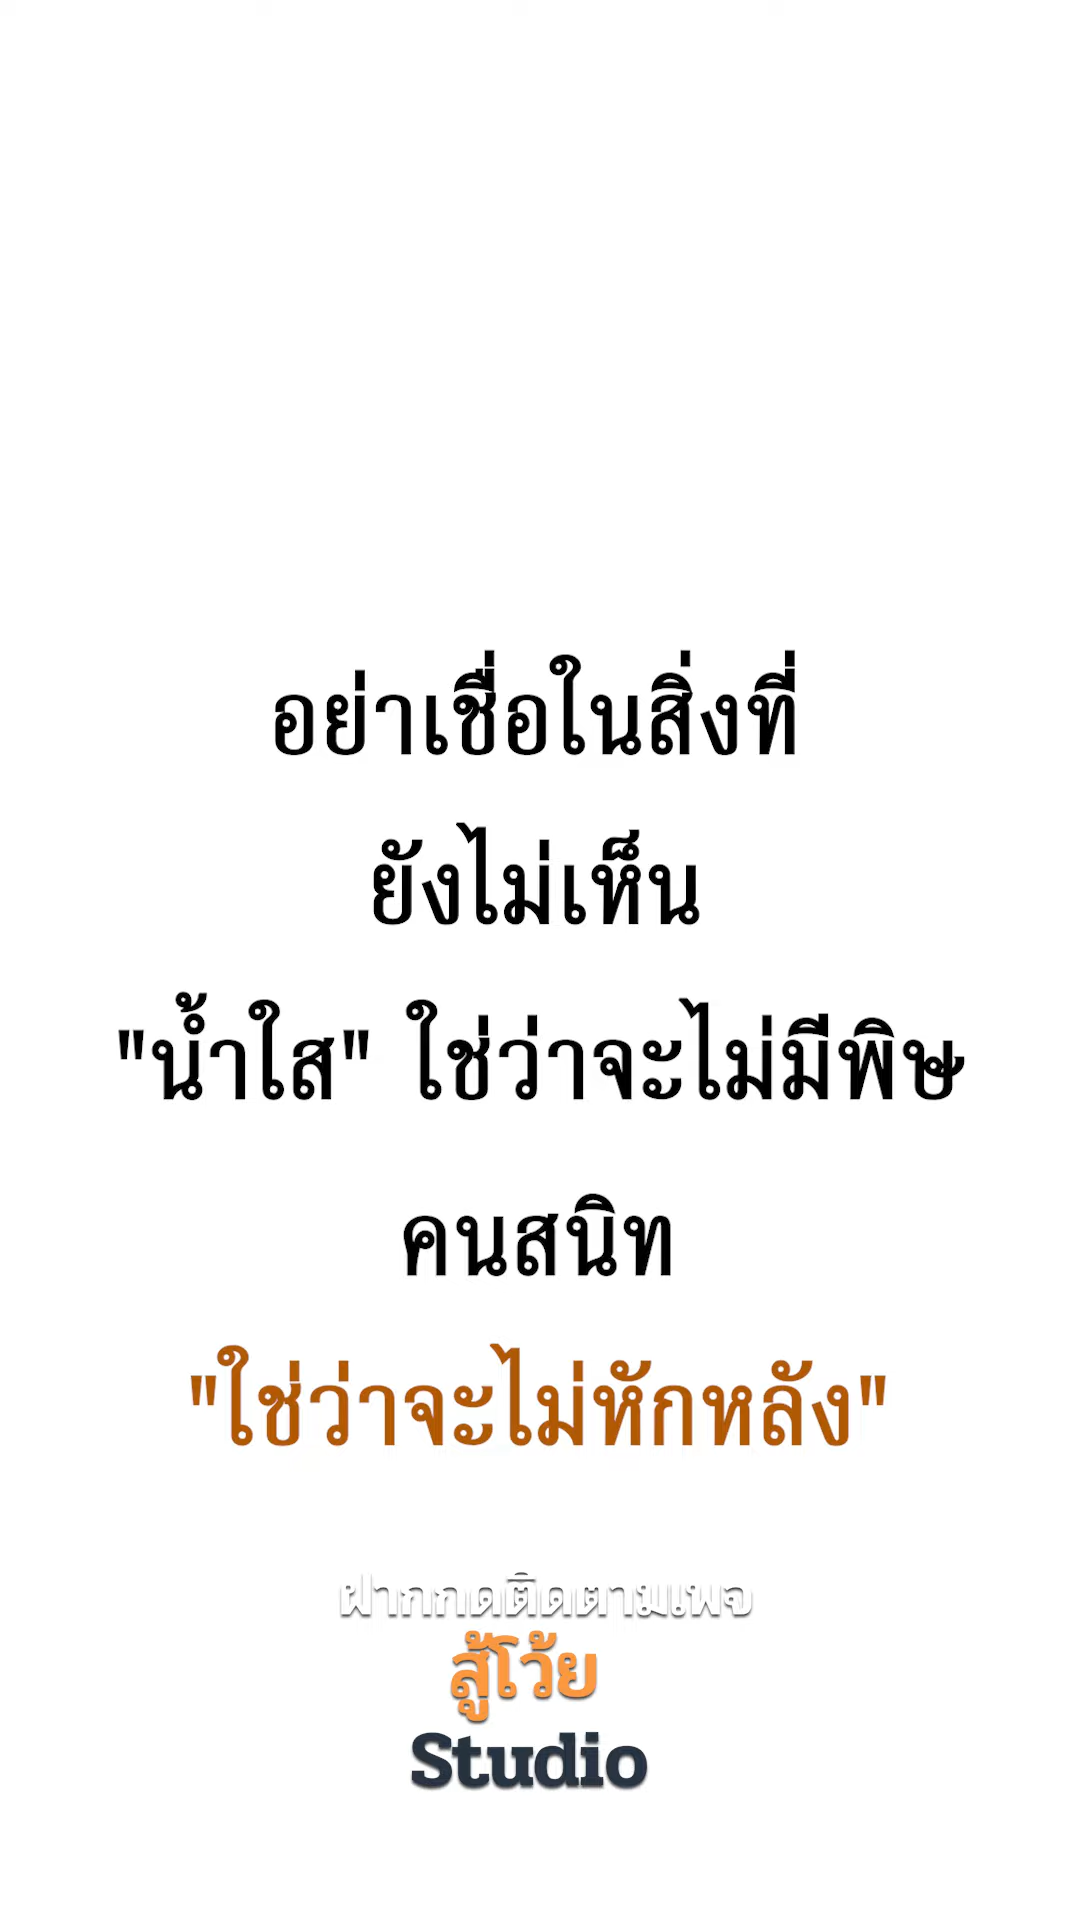 อย่าเชื่อในสิ่งที่
ยังไม่เห็น
"น้ำใส" ใช่ว่าจะไม่มีพิษ
คนสนิท
"ใช่ว่าจะไม่หักหลัง"
ฝากกดติดตามเพจ
สู้โว้ย
Studio